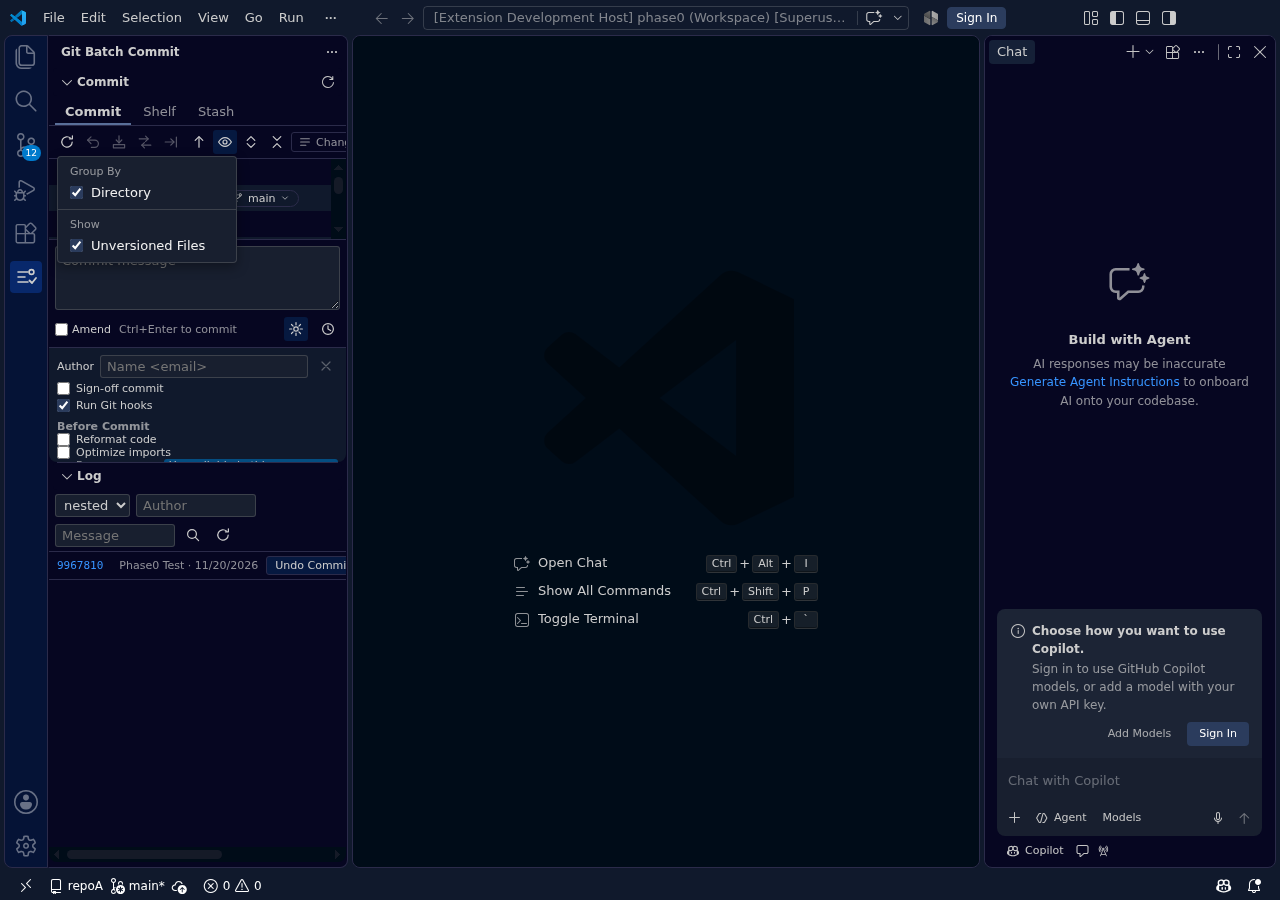 File Edit Selection View Go Run ···
[Extension Development Host] phase0 (Workspace) [Superus...
Sign In
Git Batch Commit
Commit
Commit Shelf Stash
Group By
Directory
main
Show
Unversioned Files
Commit message
12
Amend Ctrl+Enter to commit
Author Name <email>
Sign-off commit
Run Git hooks
Before Commit
Reformat code
Optimize imports
Log
nested Author
Message
9967810 Phase0 Test · 11/20/2026 Undo Commi
Open Chat Ctrl + Alt + I
Show All Commands Ctrl + Shift + P
Toggle Terminal Ctrl + `
Chat
Build with Agent
AI responses may be inaccurate
Generate Agent Instructions to onboard
AI onto your codebase.
Choose how you want to use
Copilot.
Sign in to use GitHub Copilot
models, or add a model with your
own API key.
Add Models Sign In
Chat with Copilot
Agent Models
Copilot
repoA main* 0 0